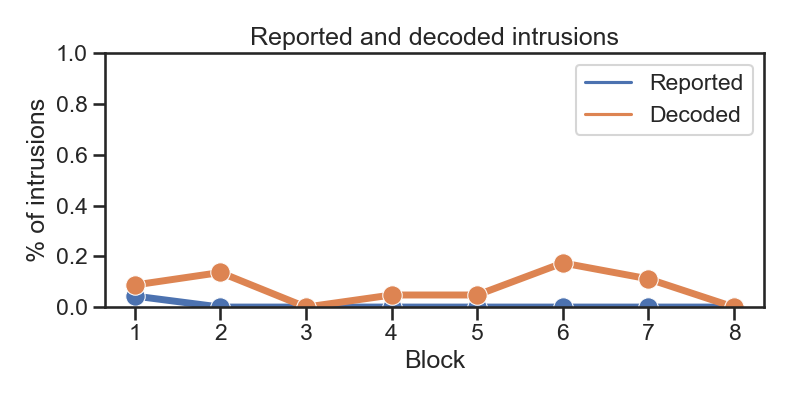 Reported and decoded intrusions
1.0
0.8
0.6
0.4
0.2
0.0
% of intrusions
Reported
Decoded
1 2 3 4 5 6 7 8
Block